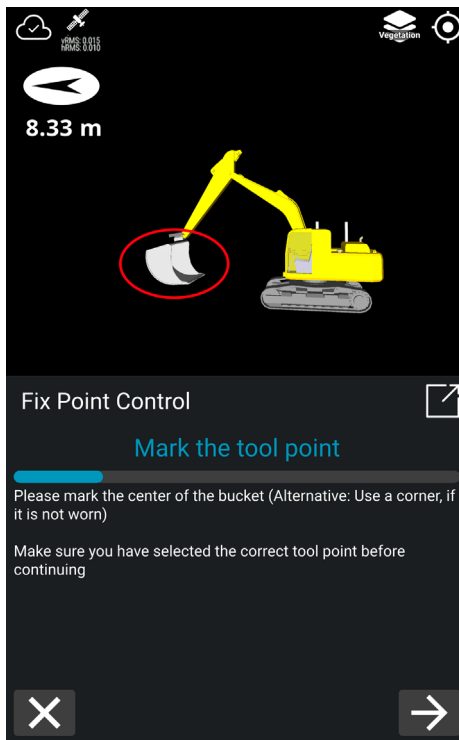 vRMS: 0.015
hRMS: 0.010
Vegetation
8.33 m
Fix Point Control
Mark the tool point
Please mark the center of the bucket (Alternative: Use a corner, if
it is not worn)
Make sure you have selected the correct tool point before
continuing